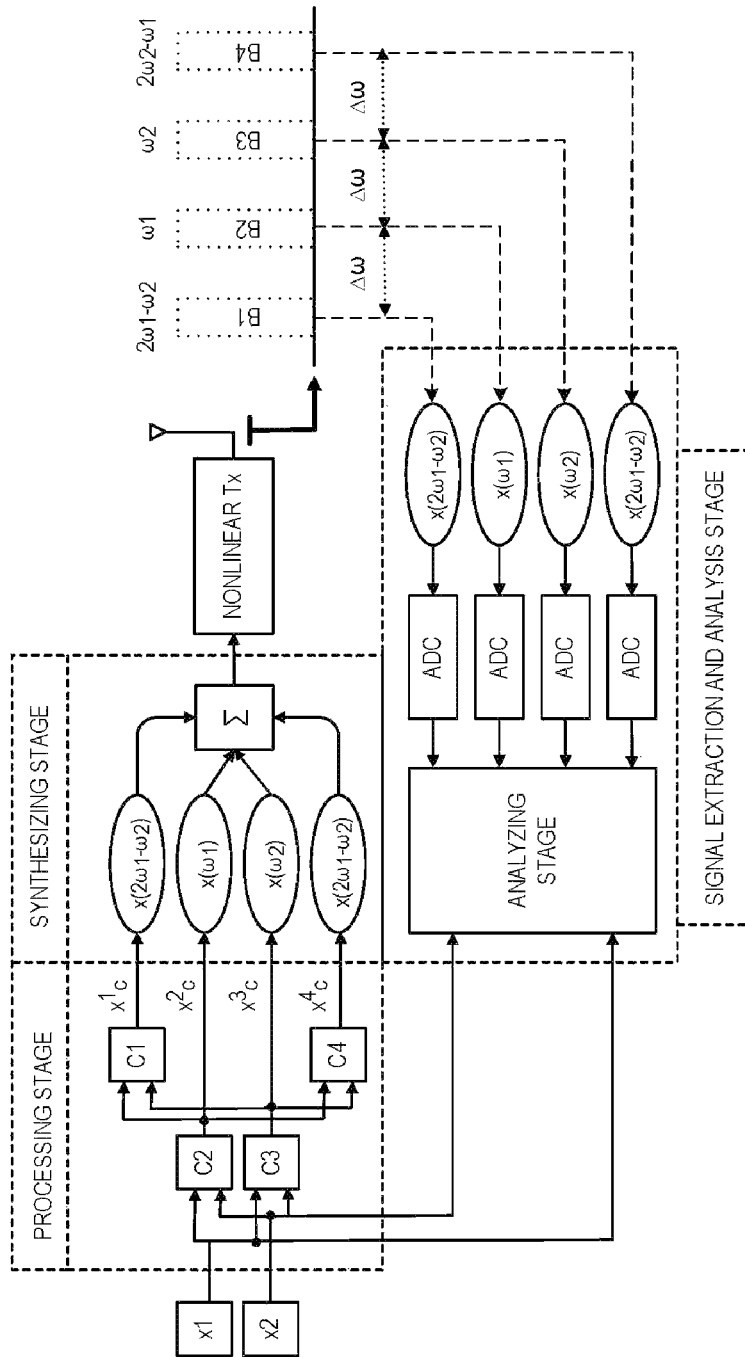 PROCESSING STAGE
SYNTHESIZING STAGE
x1
x2
C2
C3
C1
C4
x¹c
x²c
x³c
x⁴c
x(2ω1-ω2)
x(ω1)
x(ω2)
x(2ω1-ω2)
Σ
NONLINEAR Tx
2ω1-ω2
ω1
ω2
2ω2-ω1
B1
B2
B3
B4
Δω
Δω
Δω
ANALYZING
STAGE
ADC
ADC
ADC
ADC
x(2ω1-ω2)
x(ω1)
x(ω2)
x(2ω1-ω2)
SIGNAL EXTRACTION AND ANALYSIS STAGE